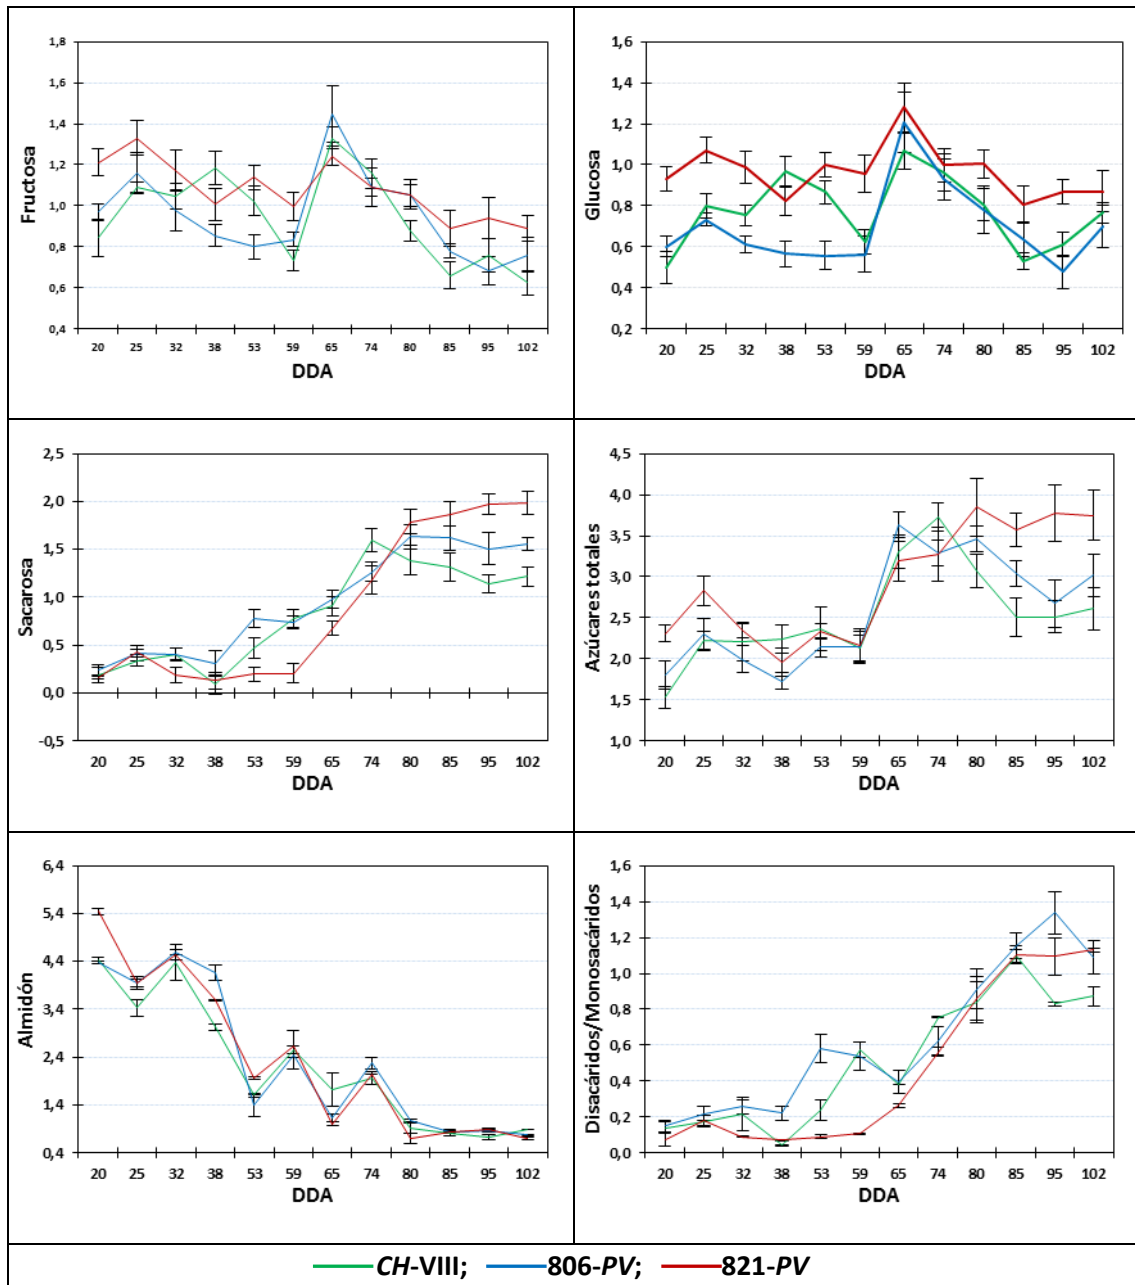 Fructosa
1,8
1,6
1,4
1,2
1,0
0,8
0,6
0,4
20 25 32 38 53 59 65 74 80 85 95 102
DDA
Glucosa
1,6
1,4
1,2
1,0
0,8
0,6
0,4
0,2
20 25 32 38 53 59 65 74 80 85 95 102
DDA
Sacarosa
2,5
2,0
1,5
1,0
0,5
0,0
-0,5
20 25 32 38 53 59 65 74 80 85 95 102
DDA
Azúcares totales
4,5
4,0
3,5
3,0
2,5
2,0
1,5
1,0
20 25 32 38 53 59 65 74 80 85 95 102
DDA
Almidón
6,4
5,4
4,4
3,4
2,4
1,4
0,4
20 25 32 38 53 59 65 74 80 85 95 102
DDA
Disacáridos/Monosacáridos
1,6
1,4
1,2
1,0
0,8
0,6
0,4
0,2
0,0
20 25 32 38 53 59 65 74 80 85 95 102
DDA
CH-VIII; 806-PV; 821-PV